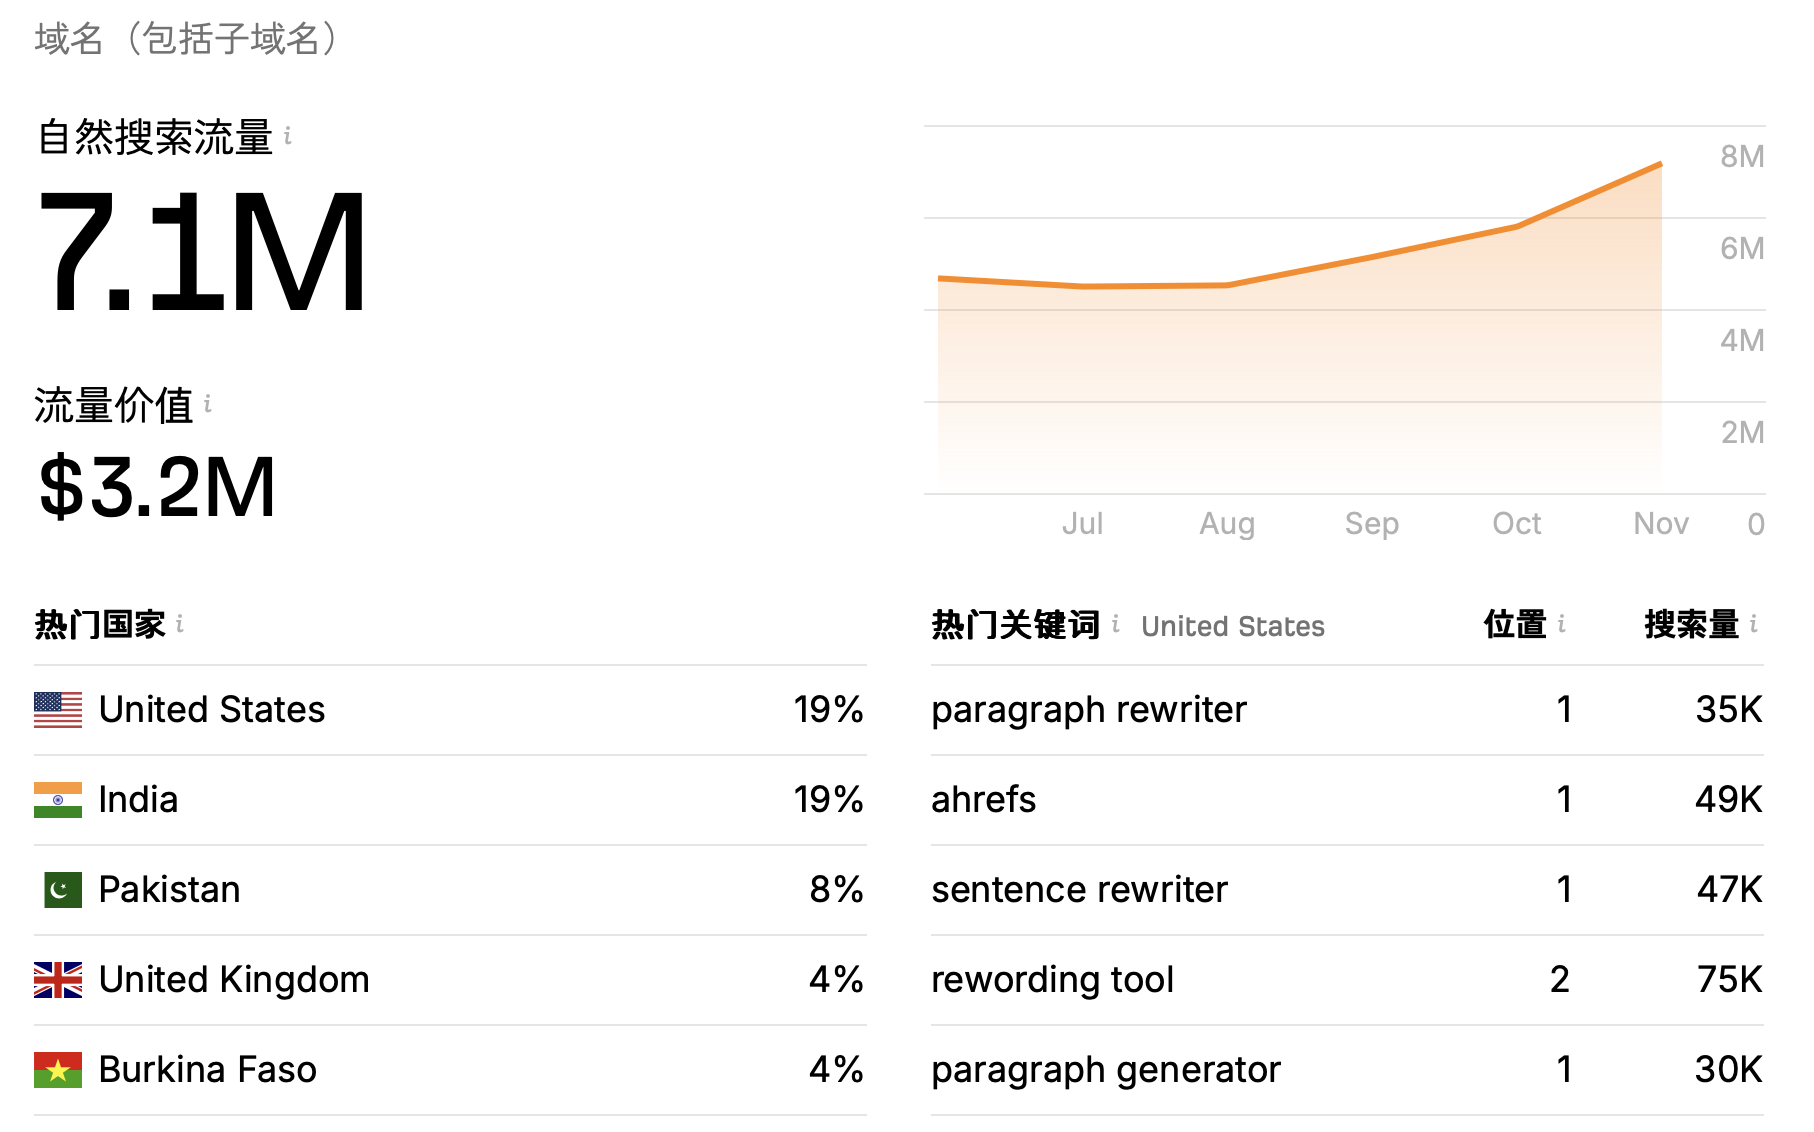 域名（包括子域名）
自然搜索流量 i
7.1M
流量价值 i
$3.2M
8M
6M
4M
2M
Jul Aug Sep Oct Nov 0
热门国家 i
United States 19%
India 19%
Pakistan 8%
United Kingdom 4%
Burkina Faso 4%
热门关键词 i United States 位置 i 搜索量 i
paragraph rewriter 1 35K
ahrefs 1 49K
sentence rewriter 1 47K
rewording tool 2 75K
paragraph generator 1 30K